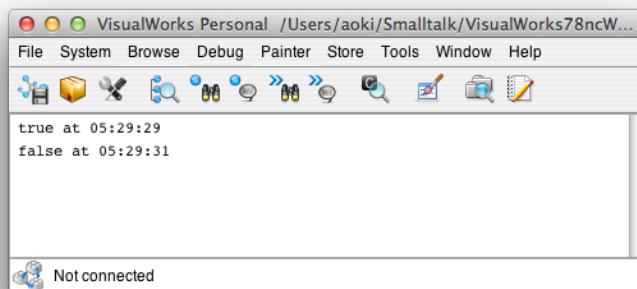 VisualWorks Personal /Users/aoki/Smalltalk/VisualWorks78ncW...
File System Browse Debug Painter Store Tools Window Help
true at 05:29:29
false at 05:29:31
Not connected